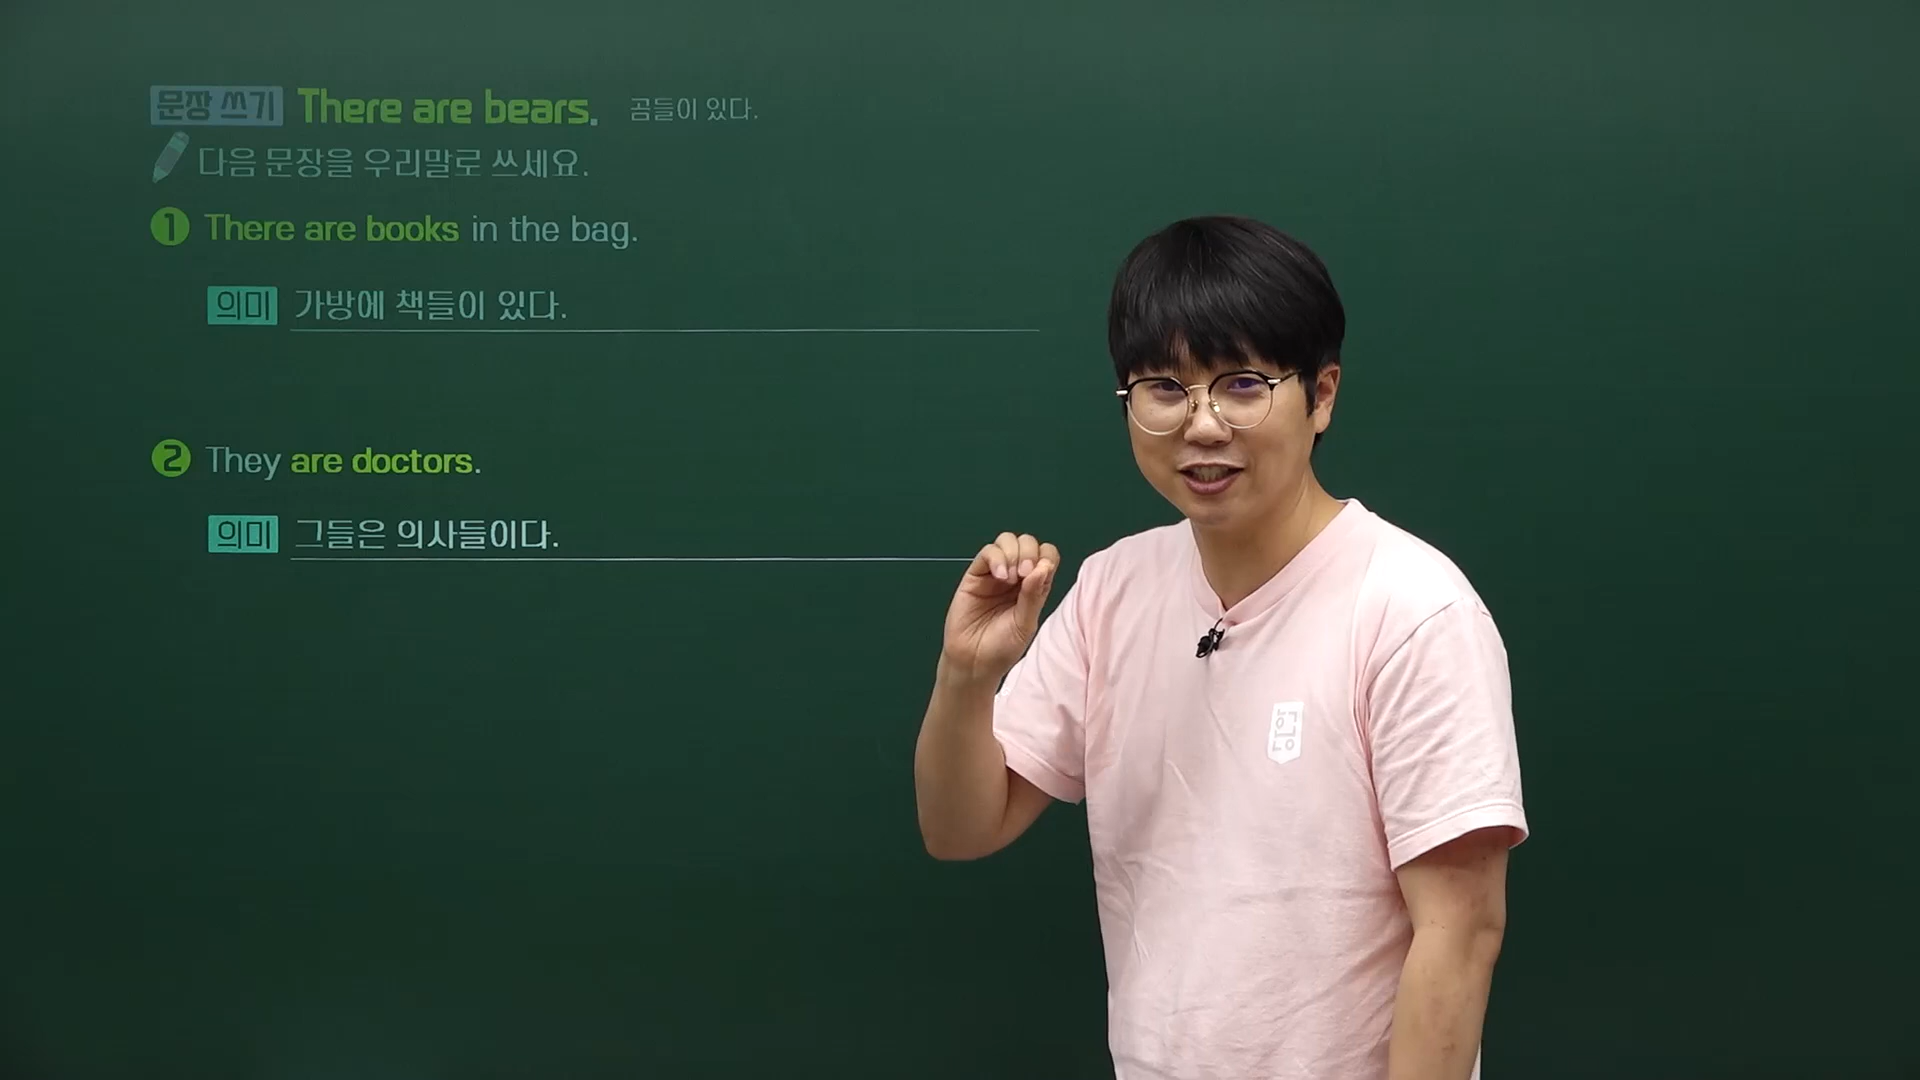 문장 쓰기 There are bears. 곰들이 있다.
다음 문장을 우리말로 쓰세요.
1 There are books in the bag.
의미 가방에 책들이 있다.
2 They are doctors.
의미 그들은 의사들이다.